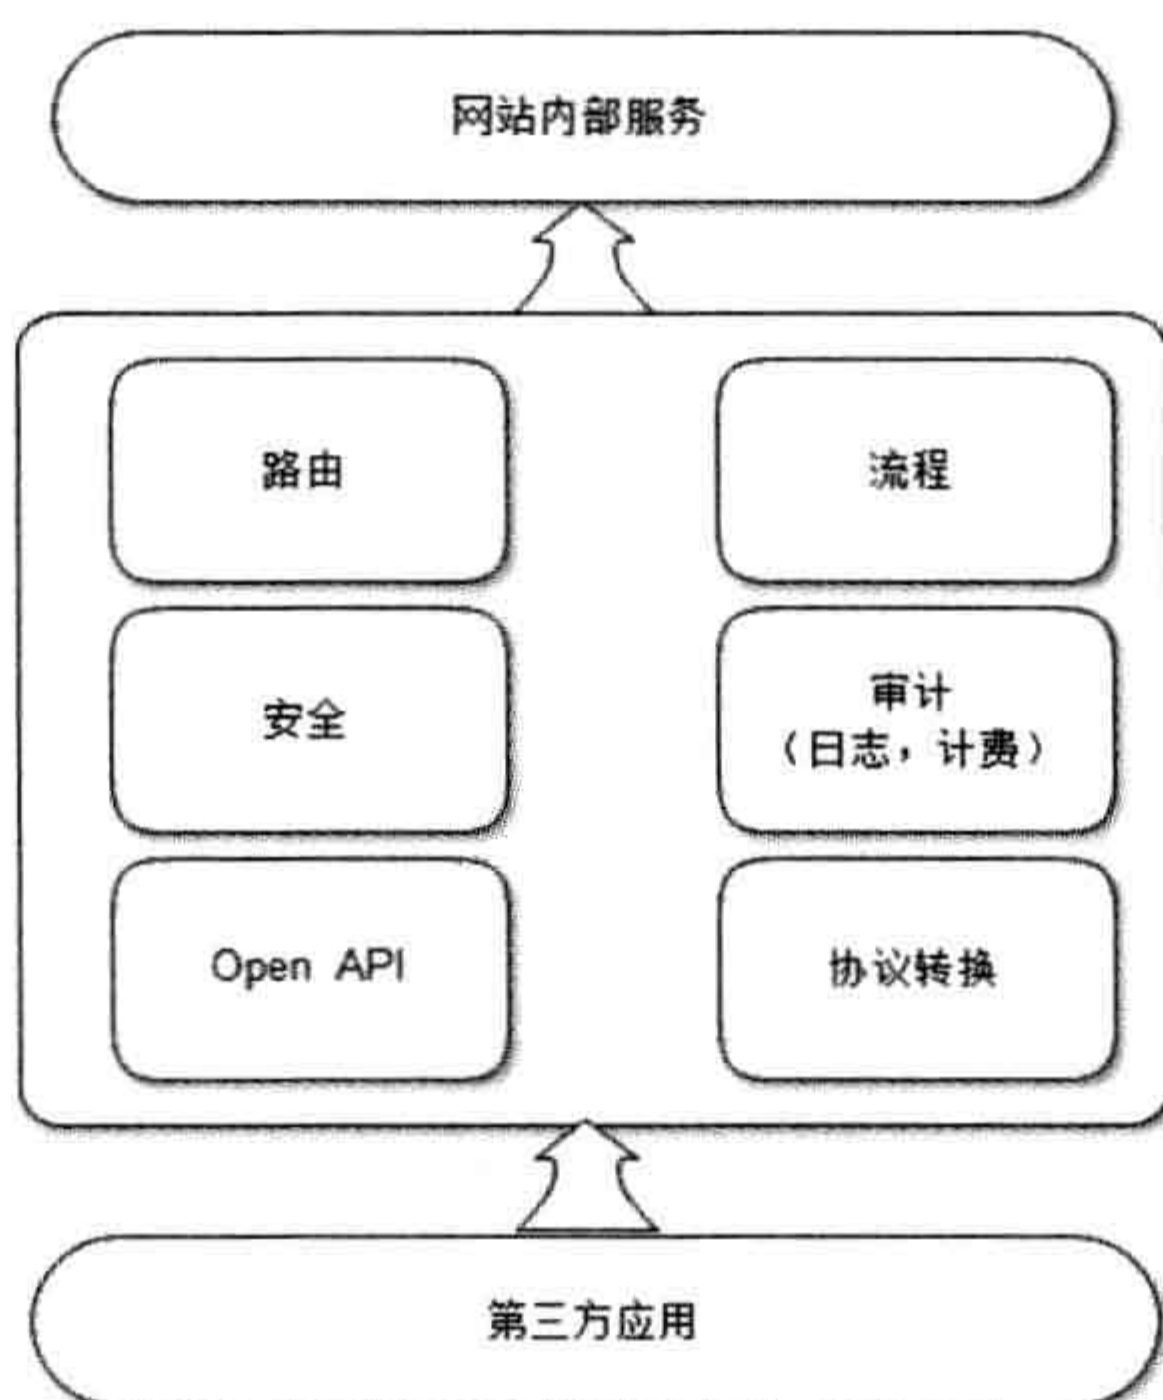 网站内部服务
路由
流程
安全
审计
（日志，计费）
Open API
协议转换
第三方应用